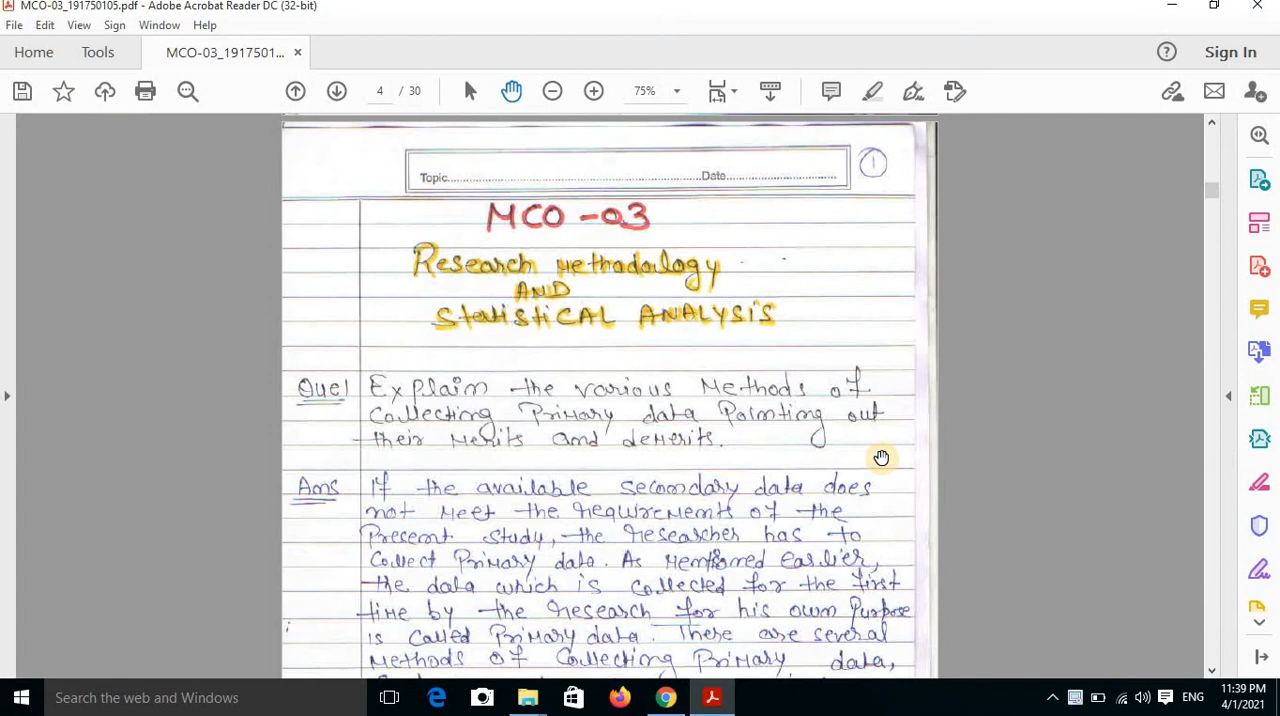 MCO-03_191750105.pdf - Adobe Acrobat Reader DC (32-bit)
File Edit View Sign Window Help
Home Tools MCO-03_1917501... × Sign In
4 / 30 75%
Topic Date 1
MCO-03
Research Methodology
AND
Statistical Analysis
Que1 Explain the various Methods of
collecting Primary data Pointing out
their Merits and deMerits.
Ans If the available secondary data does
not Meet the requirements of the
Present study, the researcher has to
collect Primary data. As mentioned earlier,
the data which is collected for the first
time by the research for his own Purpose
is called Primary data. There are several
Methods of Collecting Primary data,
Search the web and Windows ENG 11:39 PM
4/1/2021